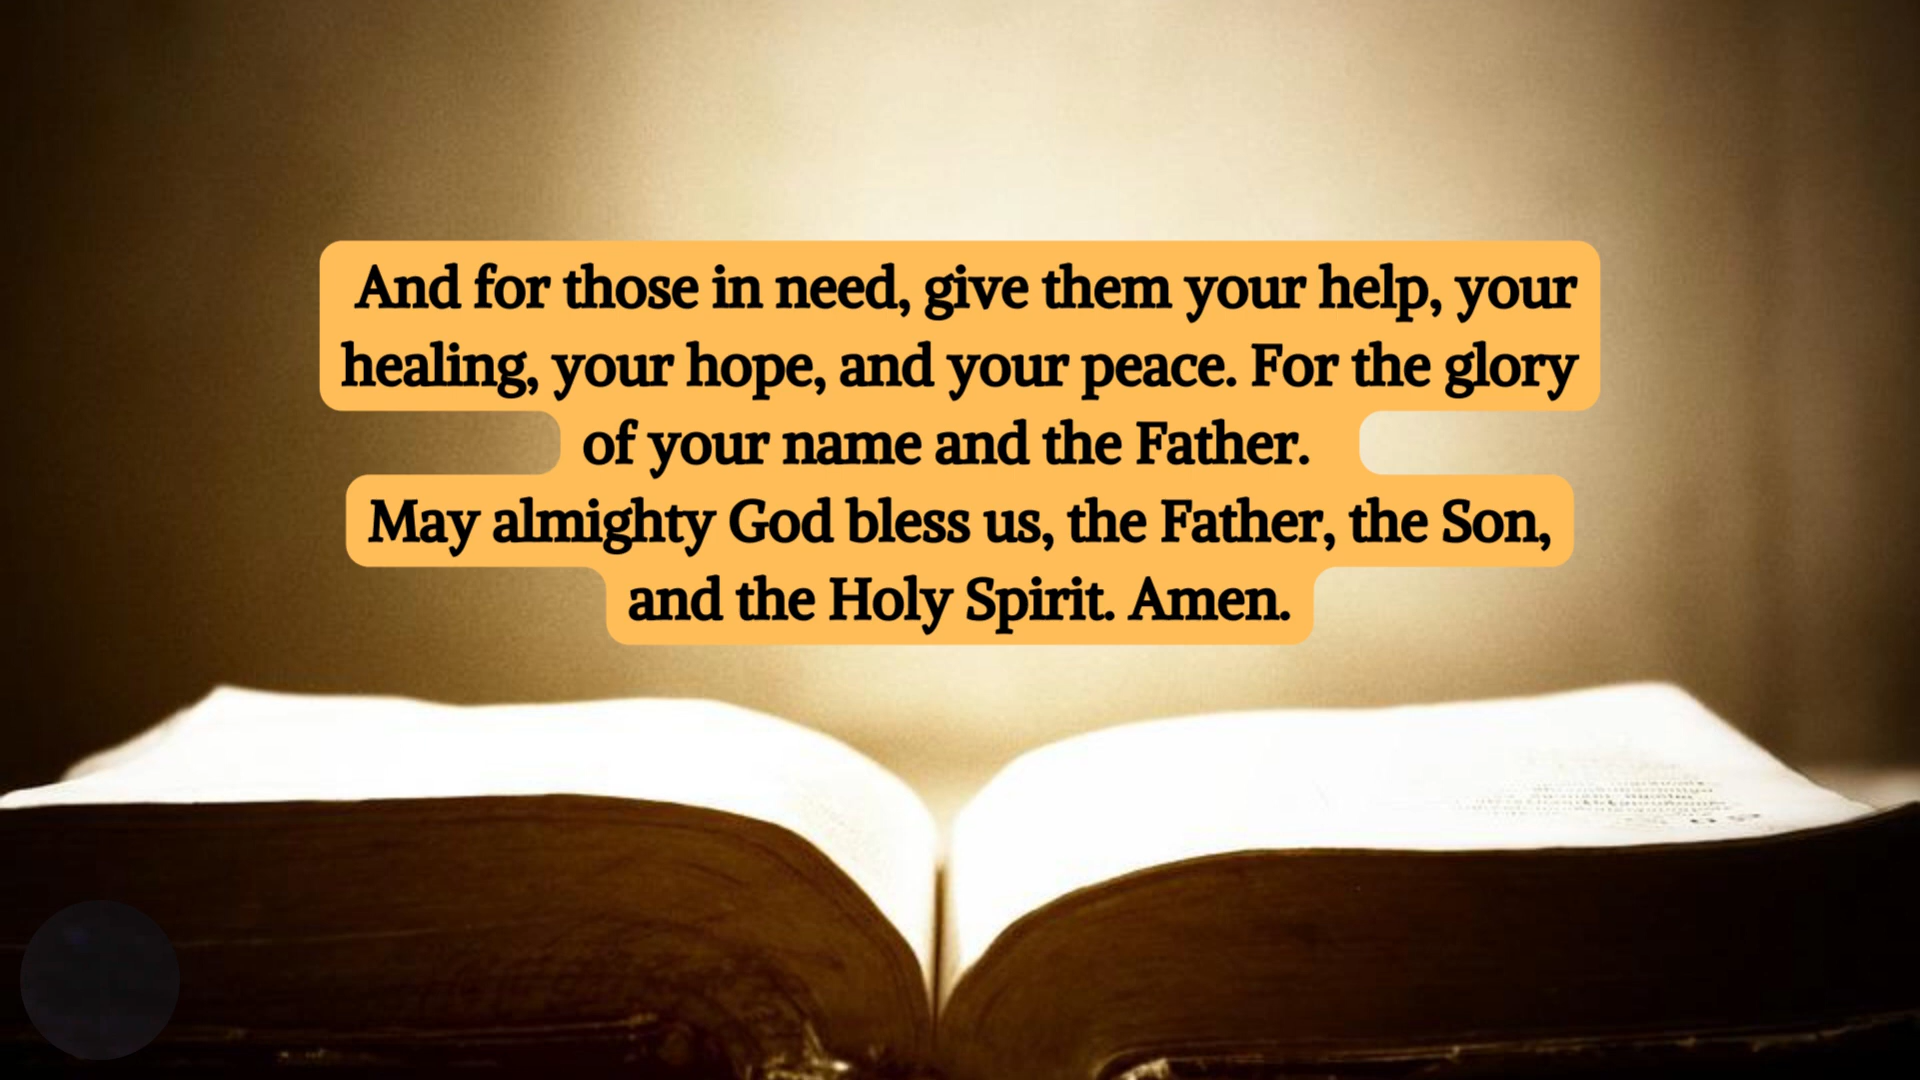 And for those in need, give them your help, your
healing, your hope, and your peace. For the glory
of your name and the Father.
May almighty God bless us, the Father, the Son,
and the Holy Spirit. Amen.